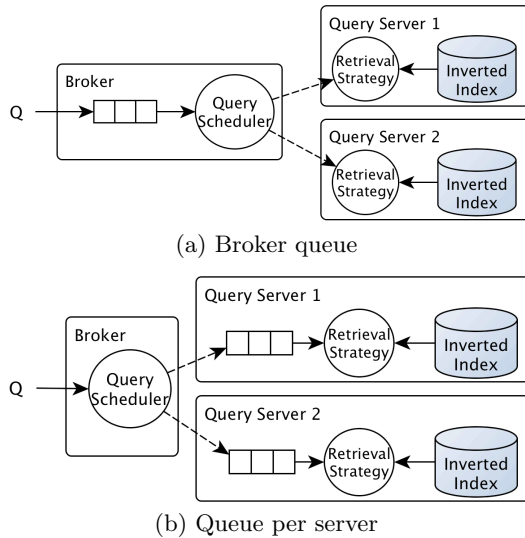 Query Server 1
Broker
Q
Query
Scheduler
Retrieval
Strategy
Inverted
Index
Query Server 2
Retrieval
Strategy
Inverted
Index
(a) Broker queue
Query Server 1
Broker
Q
Query
Scheduler
Retrieval
Strategy
Inverted
Index
Query Server 2
Retrieval
Strategy
Inverted
Index
(b) Queue per server